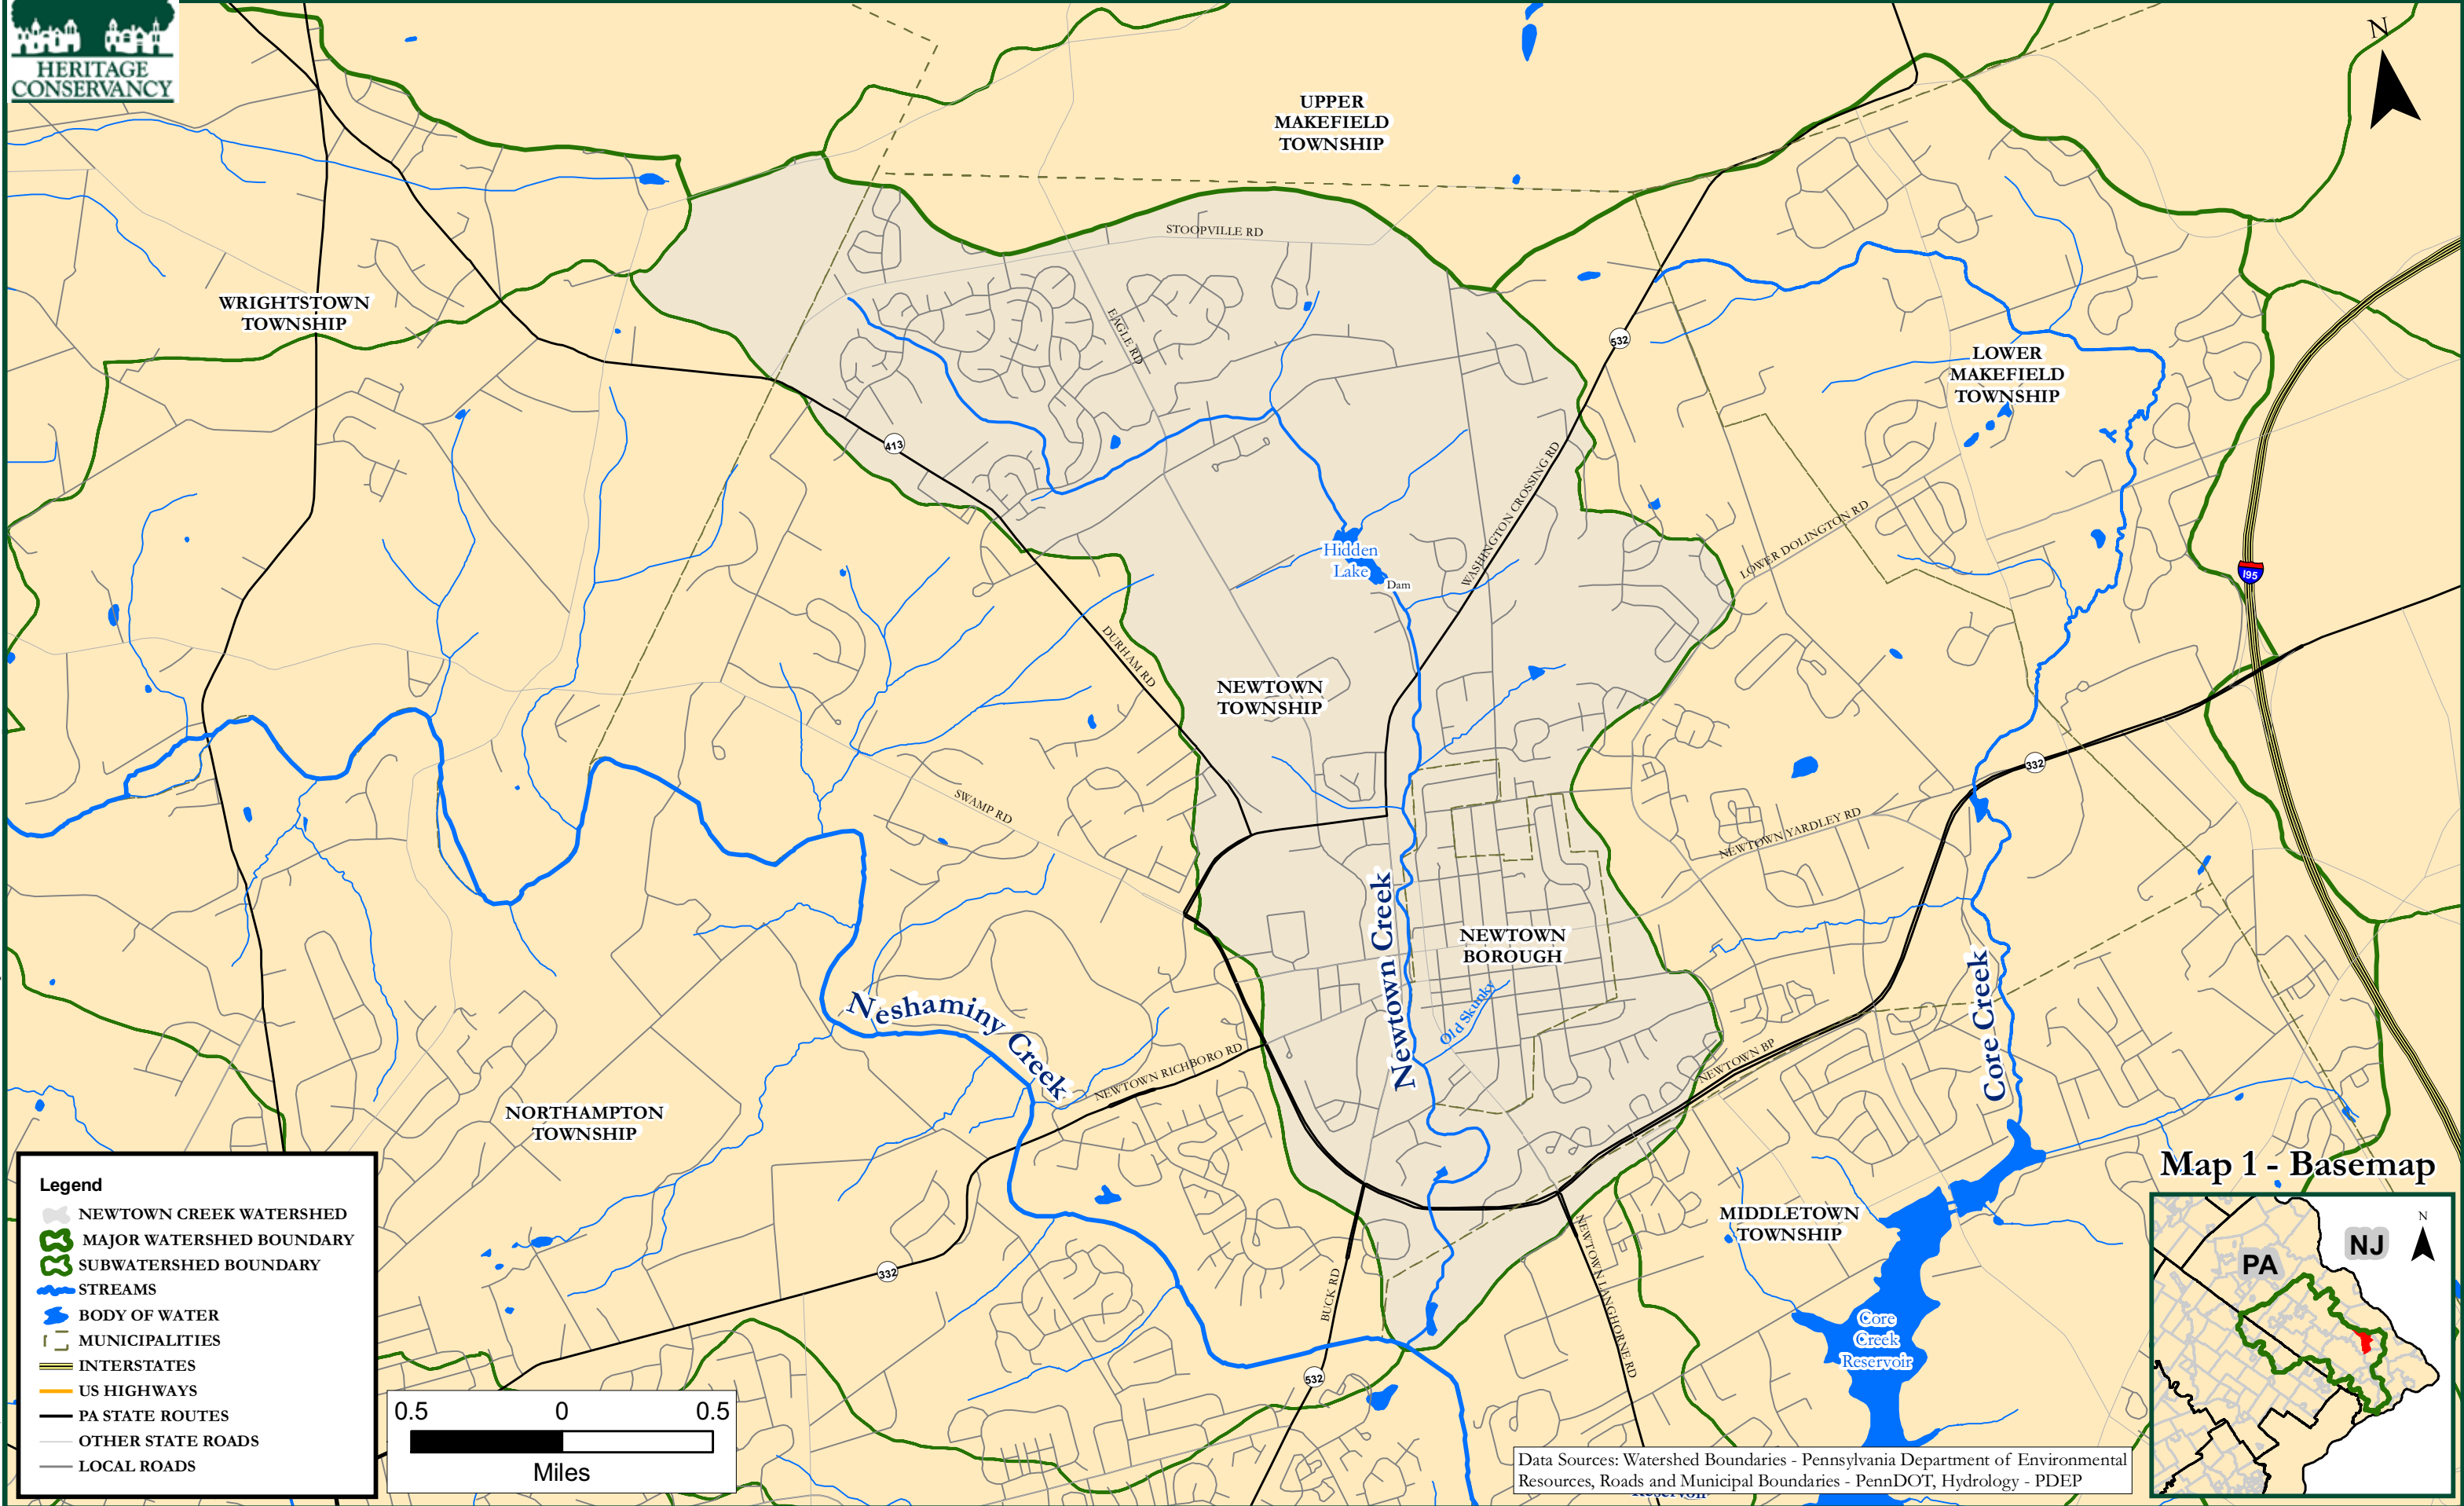 HERITAGE
CONSERVANCY
N
UPPER
MAKEFIELD
TOWNSHIP
STOOPVILLE RD
WRIGHTSTOWN
TOWNSHIP
EAGLE RD
532
LOWER
MAKEFIELD
TOWNSHIP
413
WASHINGTON CROSSING RD
LOWER DOLINGTON RD
Hidden
Lake
Dam
I95
DURHAM RD
NEWTOWN
TOWNSHIP
332
SWAMP RD
NEWTOWN YARDLEY RD
Newtown Creek
NEWTOWN
BOROUGH
Old Skunky
Core Creek
Neshaminy Creek
NEWTOWN RICHBORO RD
NEWTOWN BP
NORTHAMPTON
TOWNSHIP
MIDDLETOWN
TOWNSHIP
332
BUCK RD
NEWTOWN LANGHORNE RD
Core
Creek
Reservoir
532
Legend
NEWTOWN CREEK WATERSHED
MAJOR WATERSHED BOUNDARY
SUBWATERSHED BOUNDARY
STREAMS
BODY OF WATER
MUNICIPALITIES
INTERSTATES
US HIGHWAYS
PA STATE ROUTES
OTHER STATE ROADS
LOCAL ROADS
0.5 0 0.5
Miles
Map 1 - Basemap
N
NJ
PA
Data Sources: Watershed Boundaries - Pennsylvania Department of Environmental
Resources, Roads and Municipal Boundaries - PennDOT, Hydrology - PDEP